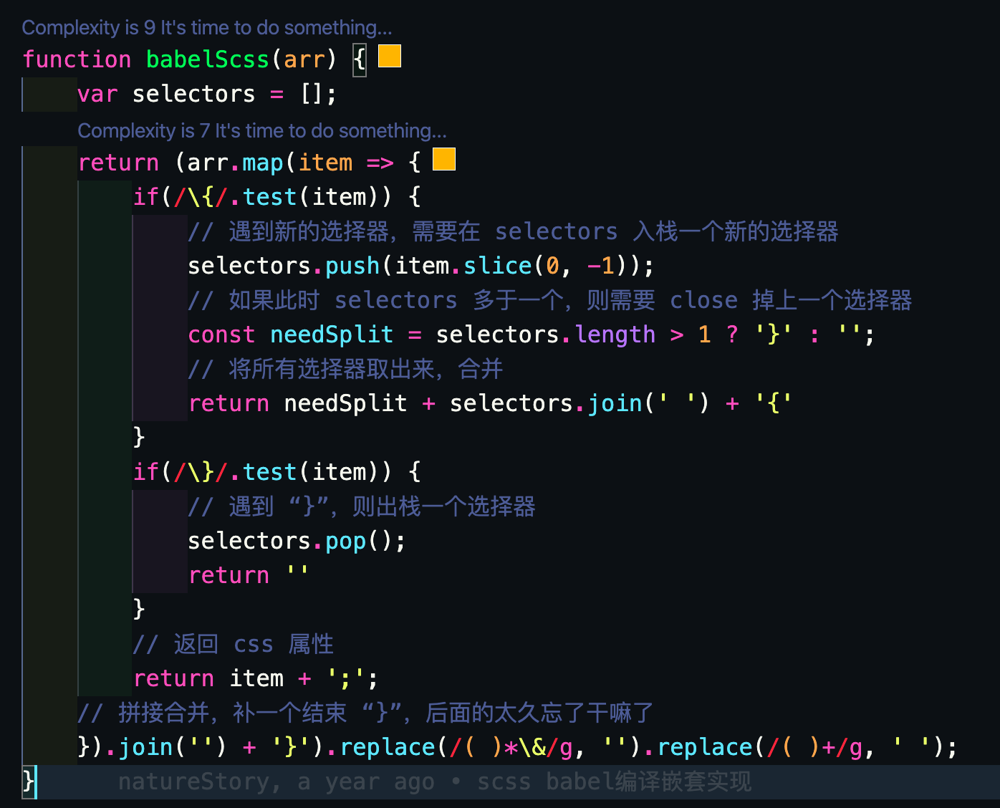 Complexity is 9 It's time to do something...
function babelScss(arr) {
var selectors = [];
Complexity is 7 It's time to do something...
return (arr.map(item => {
if(/\{/.test(item)) {
// 遇到新的选择器，需要在 selectors 入栈一个新的选择器
selectors.push(item.slice(0, -1));
// 如果此时 selectors 多于一个，则需要 close 掉上一个选择器
const needSplit = selectors.length > 1 ? '}' : '';
// 将所有选择器取出来，合并
return needSplit + selectors.join(' ') + '{'
}
if(/\}/.test(item)) {
// 遇到 “}”，则出栈一个选择器
selectors.pop();
return ''
}
// 返回 css 属性
return item + ';';
// 拼接合并，补一个结束 “}”，后面的太久忘了干嘛了
}).join('') + '}').replace(/( )*\&/g, '').replace(/( )+/g, ' ');
} natureStory, a year ago • scss babel编译嵌套实现